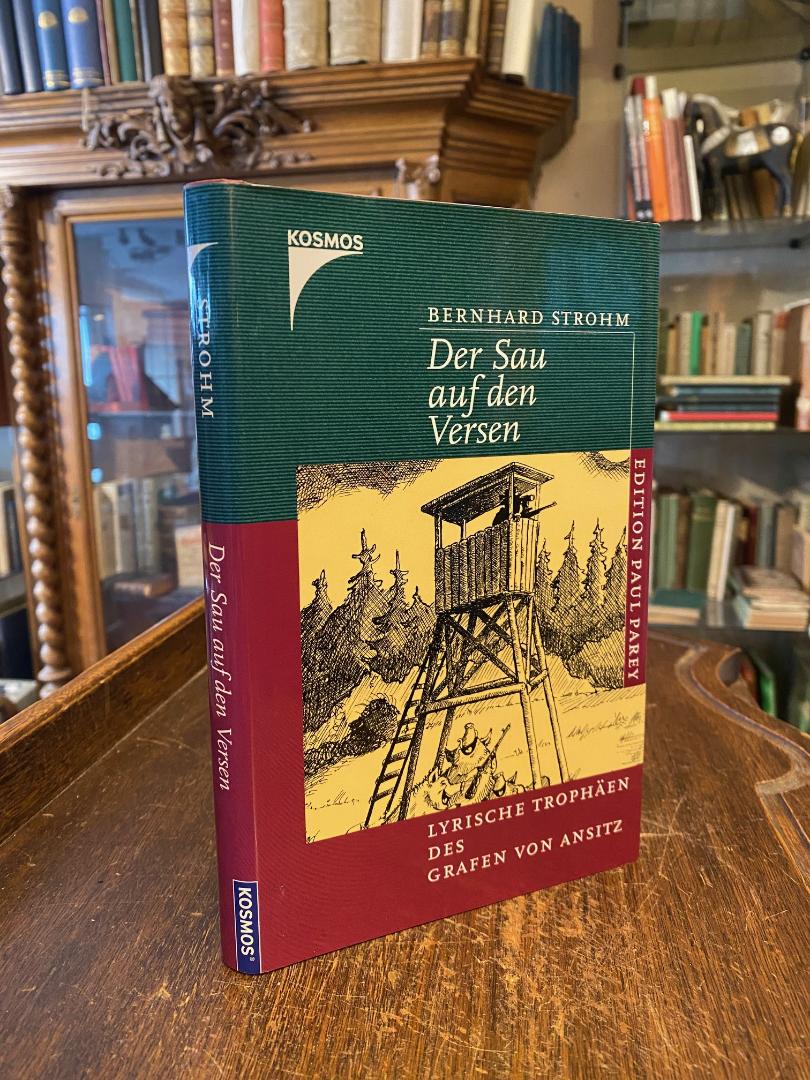 KOSMOS
BERNHARD STROHM
Der Sau
auf den
Versen
EDITION PAUL PAREY
LYRISCHE TROPHÄEN
DES
GRAFEN VON ANSITZ
STROHM
Der Sau auf den Versen
KOSMOS